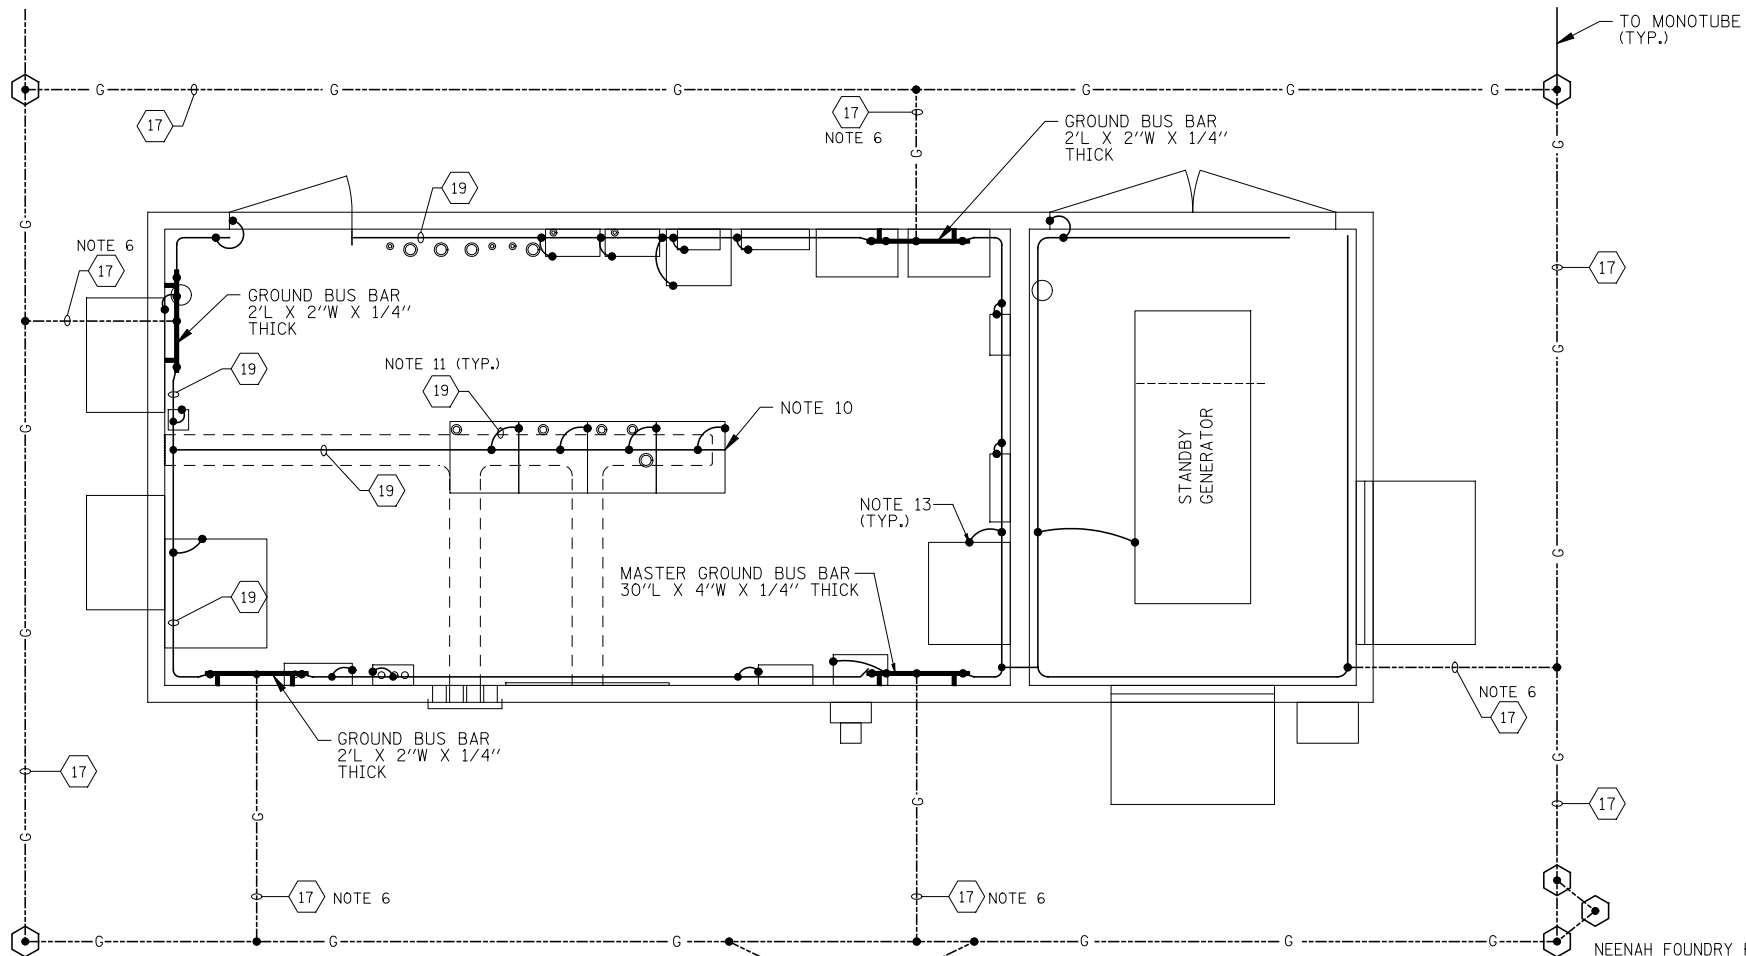 TO MONOTUBE
(TYP.)
G G G G G G
17
17
NOTE 6
GROUND BUS BAR
2'L X 2"W X 1/4"
THICK
G
G
19
G
NOTE 6
17
17
GROUND BUS BAR
2'L X 2"W X 1/4"
THICK
G
NOTE 11 (TYP.)
19
19
NOTE 10
G
STANDBY
GENERATOR
19
NOTE 13
(TYP.)
G
MASTER GROUND BUS BAR
30"L X 4"W X 1/4" THICK
19
G
NOTE 6
17
GROUND BUS BAR
2'L X 2"W X 1/4"
THICK
G
17
17
G
G
G
17 NOTE 6
17 NOTE 6
G G G G G G
NEENAH FOUNDRY